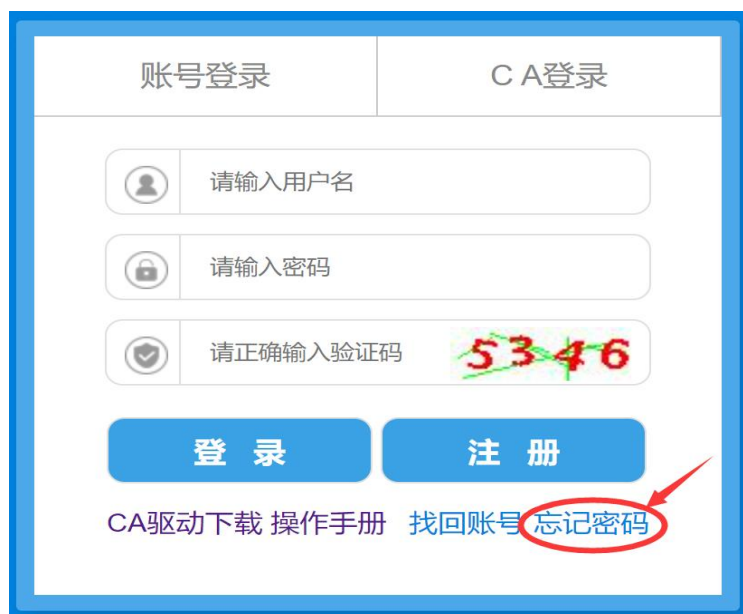 账号登录 C A登录
请输入用户名
请输入密码
请正确输入验证码 5346
登 录 注 册
CA驱动下载 操作手册 找回账号 忘记密码